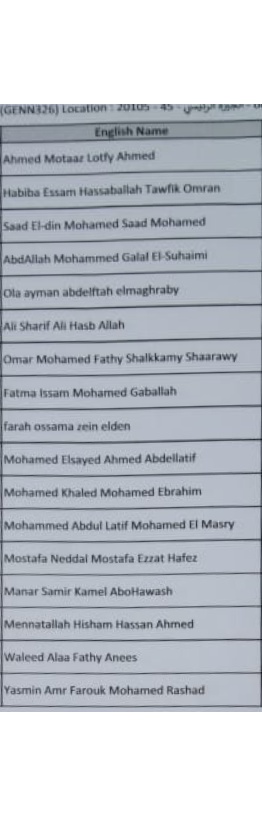 (GENN326) Location : 20105 - 45 -
English Name
Ahmed Motaar Lotfy Ahmed
Habiba Essam Hassaballah Tawfik Omran
Saad El-din Mohamed Saad Mohamed
AbdAllah Mohammed Galal El-Suhaimi
Ola ayman abdelftah elmaghraby
Ali Sharif Ali Hasb Allah
Omar Mohamed Fathy Shalkkamy Shaarawy
Fatma Issam Mohamed Gaballah
farah ossama zein elden
Mohamed Elsayed Ahmed Abdellatif
Mohamed Khaled Mohamed Ebrahim
Mohammed Abdul Latif Mohamed El Masry
Mostafa Neddal Mostafa Ezzat Hafez
Manar Samir Kamel AboHawash
Mennatallah Hisham Hassan Ahmed
Waleed Alaa Fathy Anees
Yasmin Amr Farouk Mohamed Rashad